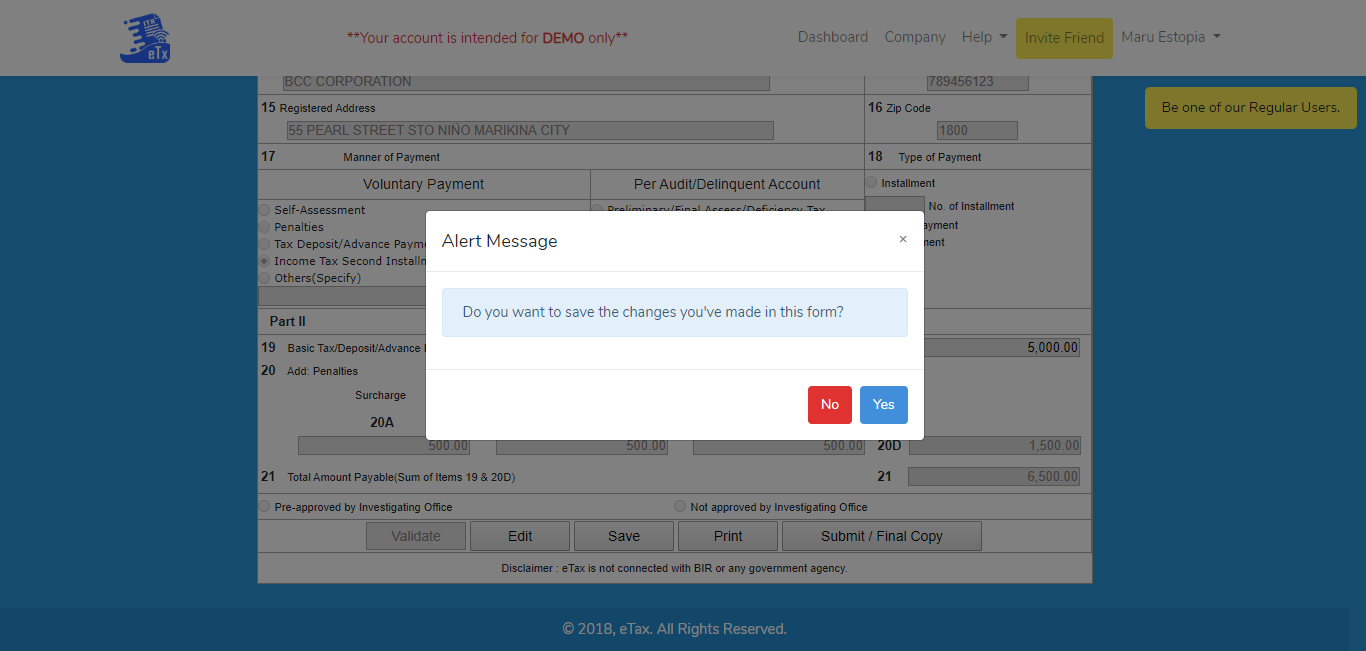 ITR
eTx
**Your account is intended for DEMO only**
Dashboard Company Help Invite Friend Maru Estopia
Be one of our Regular Users.
BCC CORPORATION 789456123
15 Registered Address 16 Zip Code
55 PEARL STREET STO NIÑO MARIKINA CITY 1800
17 Manner of Payment 18 Type of Payment
Voluntary Payment Per Audit/Delinquent Account Installment
Self-Assessment Preliminary/Final Assess/Deficiency Tax No. of Installment
Penalties
Tax Deposit/Advance
Income Tax Second
Others(Specify)
Alert Message ×
Do you want to save the changes you've made in this form?
No Yes
Part II
19 Basic Tax/Deposit/Advance 5,000.00
20 Add: Penalties
Surcharge
20A
500.00 500.00 500.00 20D 1,500.00
21 Total Amount Payable(Sum of Items 19 & 20D) 21 6,500.00
Pre-approved by Investigating Office Not approved by Investigating Office
Validate Edit Save Print Submit / Final Copy
Disclaimer : eTax is not connected with BIR or any government agency.
© 2018, eTax. All Rights Reserved.